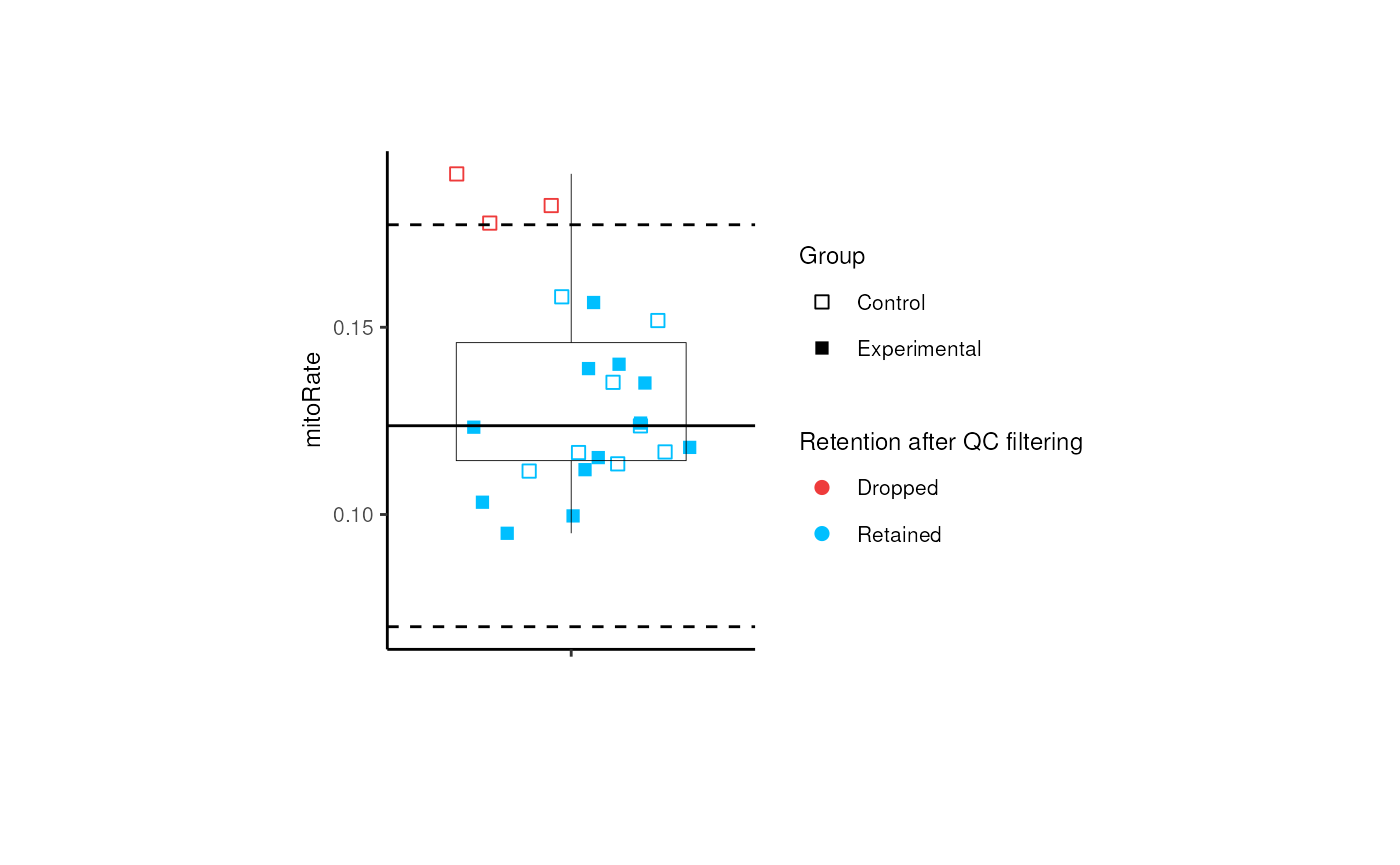 mitoRate
0.15
0.10
Group
Control
Experimental
Retention after QC filtering
Dropped
Retained